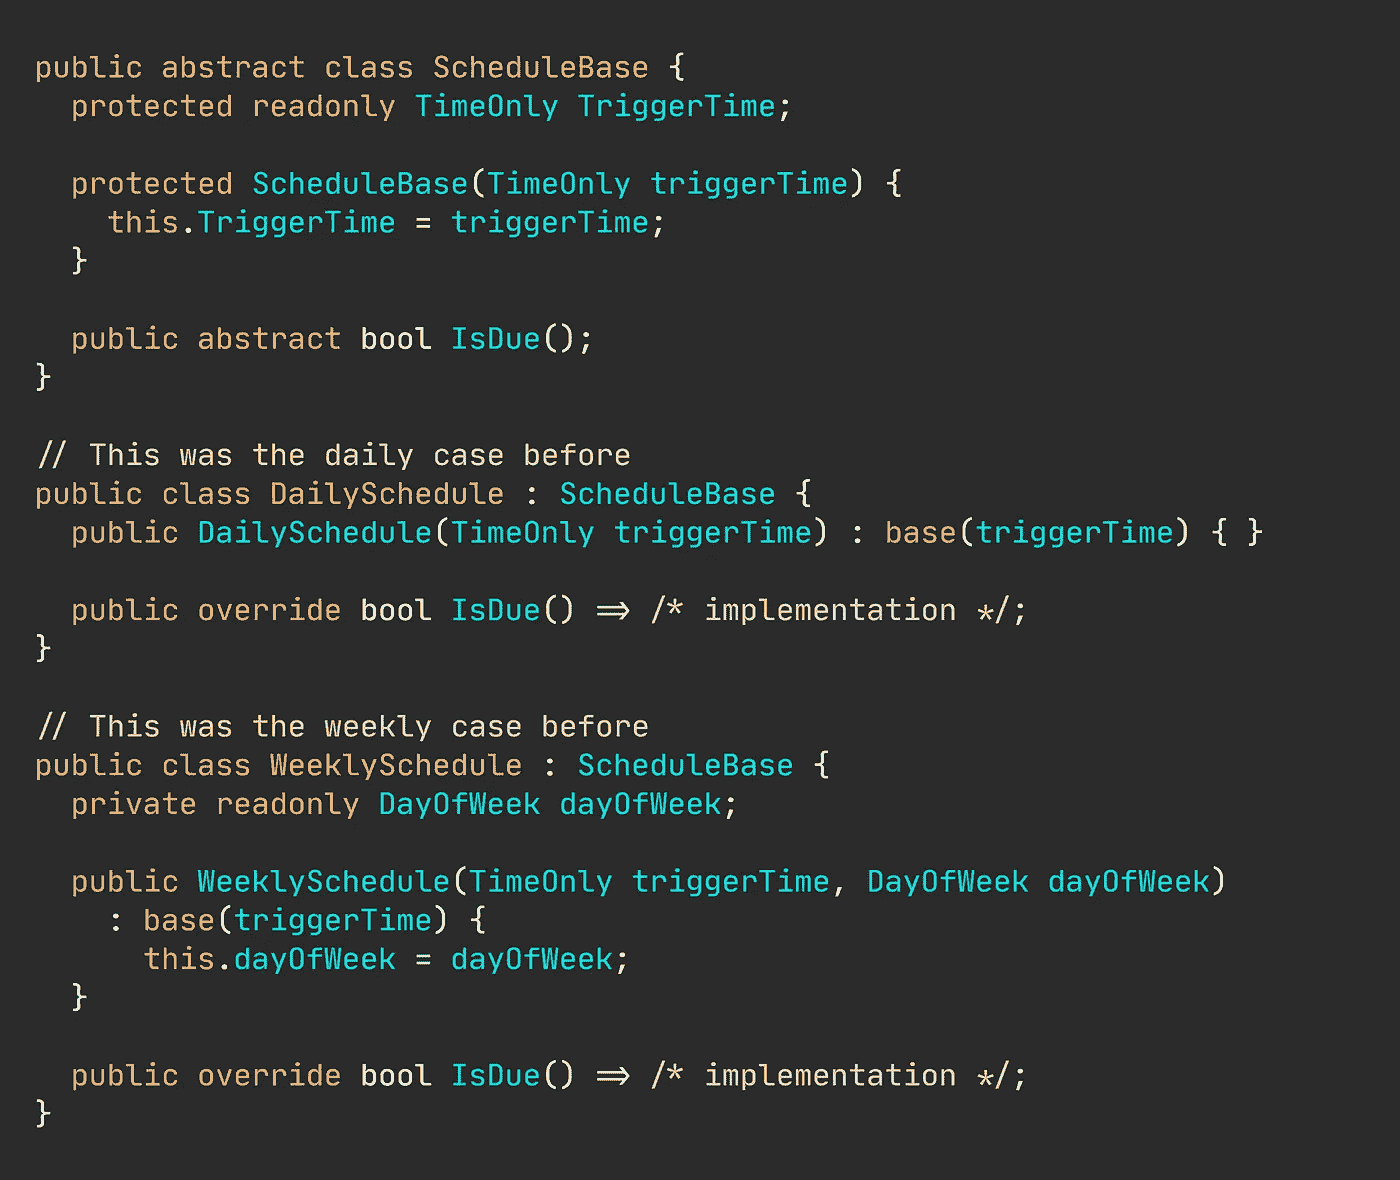 public abstract class ScheduleBase {
  protected readonly TimeOnly TriggerTime;

  protected ScheduleBase(TimeOnly triggerTime) {
    this.TriggerTime = triggerTime;
  }

  public abstract bool IsDue();
}

// This was the daily case before
public class DailySchedule : ScheduleBase {
  public DailySchedule(TimeOnly triggerTime) : base(triggerTime) { }

  public override bool IsDue() => /* implementation */;
}

// This was the weekly case before
public class WeeklySchedule : ScheduleBase {
  private readonly DayOfWeek dayOfWeek;

  public WeeklySchedule(TimeOnly triggerTime, DayOfWeek dayOfWeek)
    : base(triggerTime) {
      this.dayOfWeek = dayOfWeek;
  }

  public override bool IsDue() => /* implementation */;
}